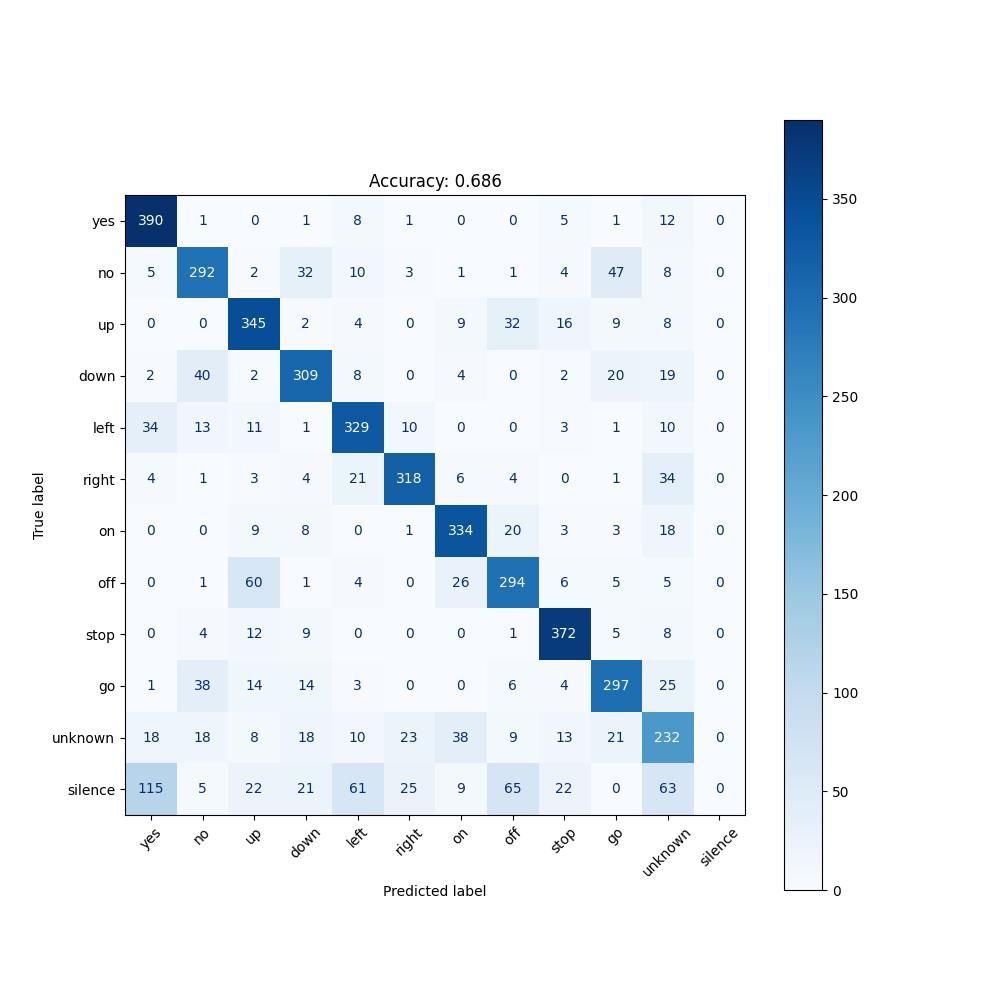 Accuracy: 0.686
yes 390 1 0 1 8 1 0 0 5 1 12 0
no 5 292 2 32 10 3 1 1 4 47 8 0
up 0 0 345 2 4 0 9 32 16 9 8 0
down 2 40 2 309 8 0 4 0 2 20 19 0
left 34 13 11 1 329 10 0 0 3 1 10 0
right 4 1 3 4 21 318 6 4 0 1 34 0
on 0 0 9 8 0 1 334 20 3 3 18 0
off 0 1 60 1 4 0 26 294 6 5 5 0
stop 0 4 12 9 0 0 0 1 372 5 8 0
go 1 38 14 14 3 0 0 6 4 297 25 0
unknown 18 18 8 18 10 23 38 9 13 21 232 0
silence 115 5 22 21 61 25 9 65 22 0 63 0
yes no up down left right on off stop go unknown silence
Predicted label
True label
350
300
250
200
150
100
50
0